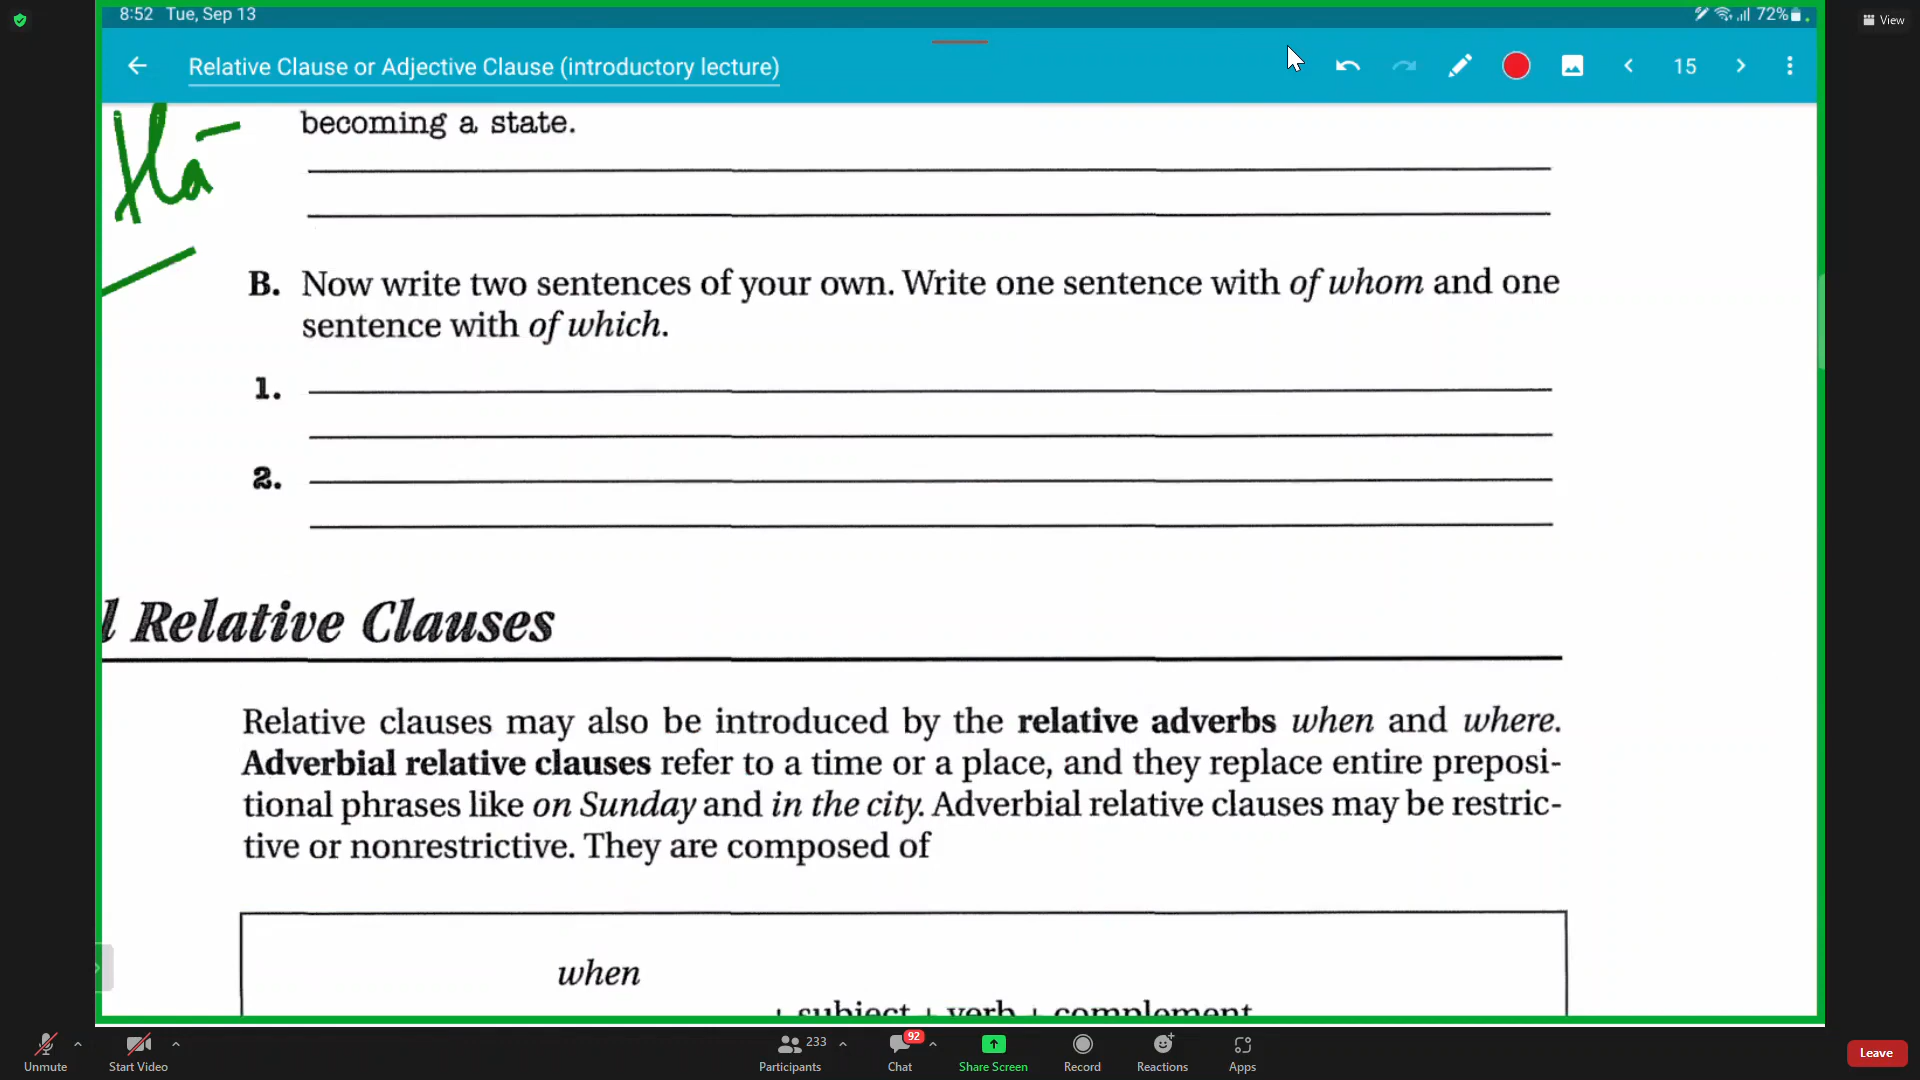 8:52 Tue, Sep 13
72%
View
Relative Clause or Adjective Clause (introductory lecture)
15
becoming a state.
B. Now write two sentences of your own. Write one sentence with of whom and one
sentence with of which.
1.
2.
l Relative Clauses
Relative clauses may also be introduced by the relative adverbs when and where.
Adverbial relative clauses refer to a time or a place, and they replace entire preposi-
tional phrases like on Sunday and in the city. Adverbial relative clauses may be restric-
tive or nonrestrictive. They are composed of
when
+ subject + verb + complement
Unmute
Start Video
233
Participants
92
Chat
Share Screen
Record
Reactions
Apps
Leave